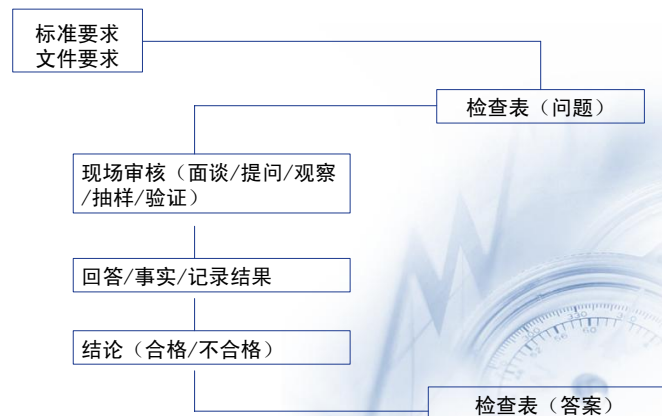 标准要求
文件要求
检查表（问题）
现场审核（面谈/提问/观察
/抽样/验证）
回答/事实/记录结果
结论（合格/不合格）
检查表（答案）